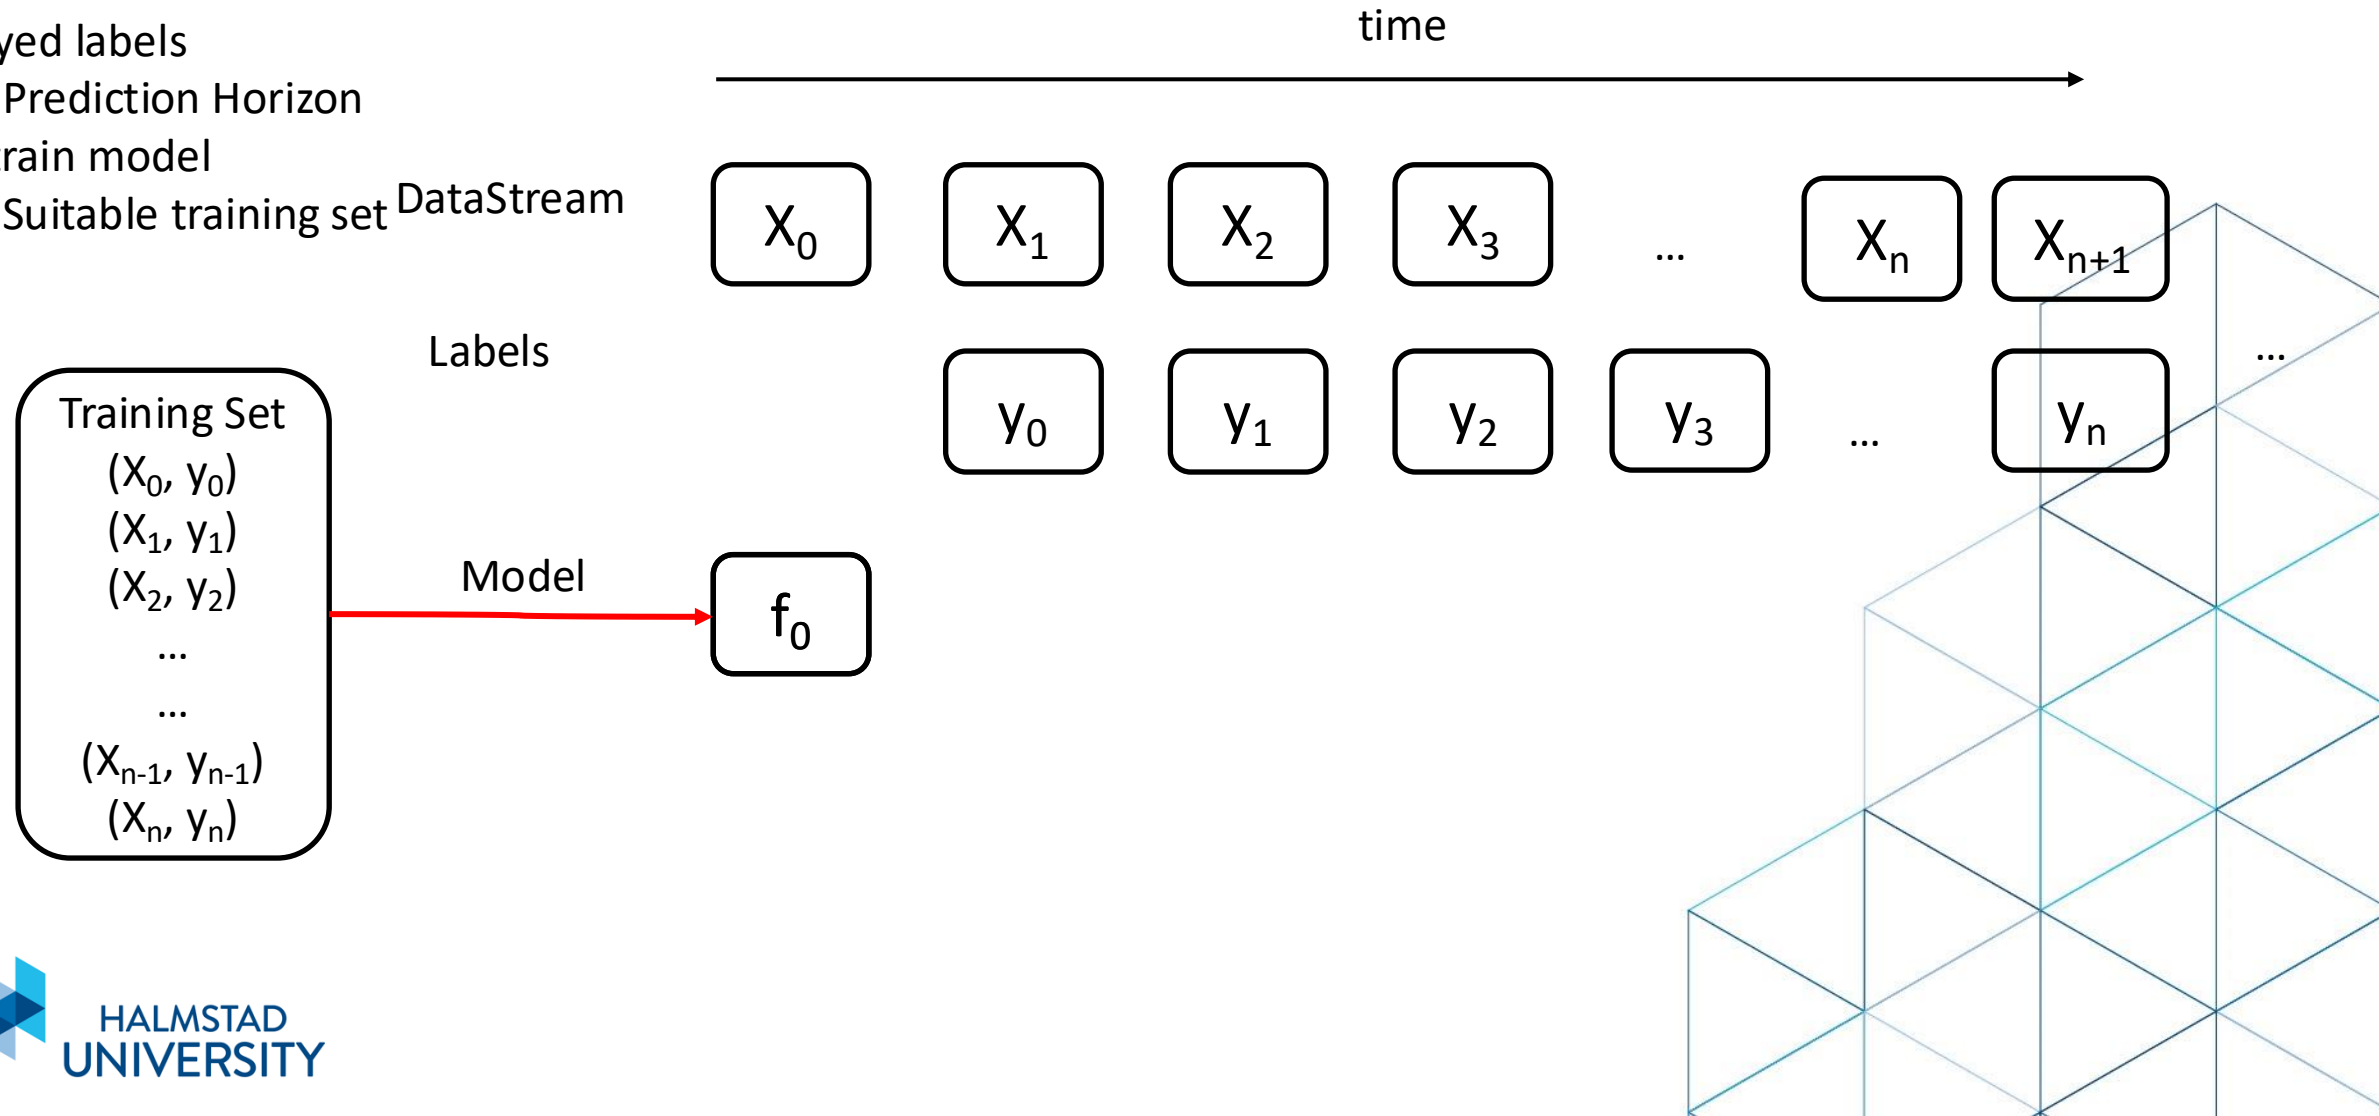 yed labels
Prediction Horizon
rain model
Suitable training set
time
DataStream
X₀ X₁ X₂ X₃ ... Xₙ Xₙ₊₁
Labels
y₀ y₁ y₂ y₃ ... yₙ ...
Training Set
(X₀, y₀)
(X₁, y₁)
(X₂, y₂)
...
...
(Xₙ₋₁, yₙ₋₁)
(Xₙ, yₙ)
Model
f₀
HALMSTAD
UNIVERSITY